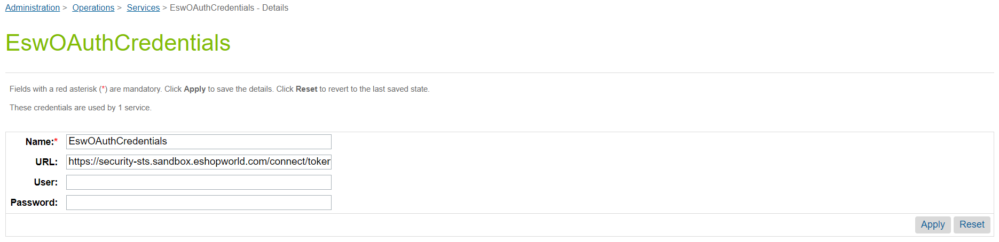 Administration > Operations > Services > EswOAuthCredentials - Details
EswOAuthCredentials
Fields with a red asterisk (*) are mandatory. Click Apply to save the details. Click Reset to revert to the last saved state.
These credentials are used by 1 service.
Name:* EswOAuthCredentials
URL: https://security-sts.sandbox.eshopworld.com/connect/token
User:
Password:
Apply Reset